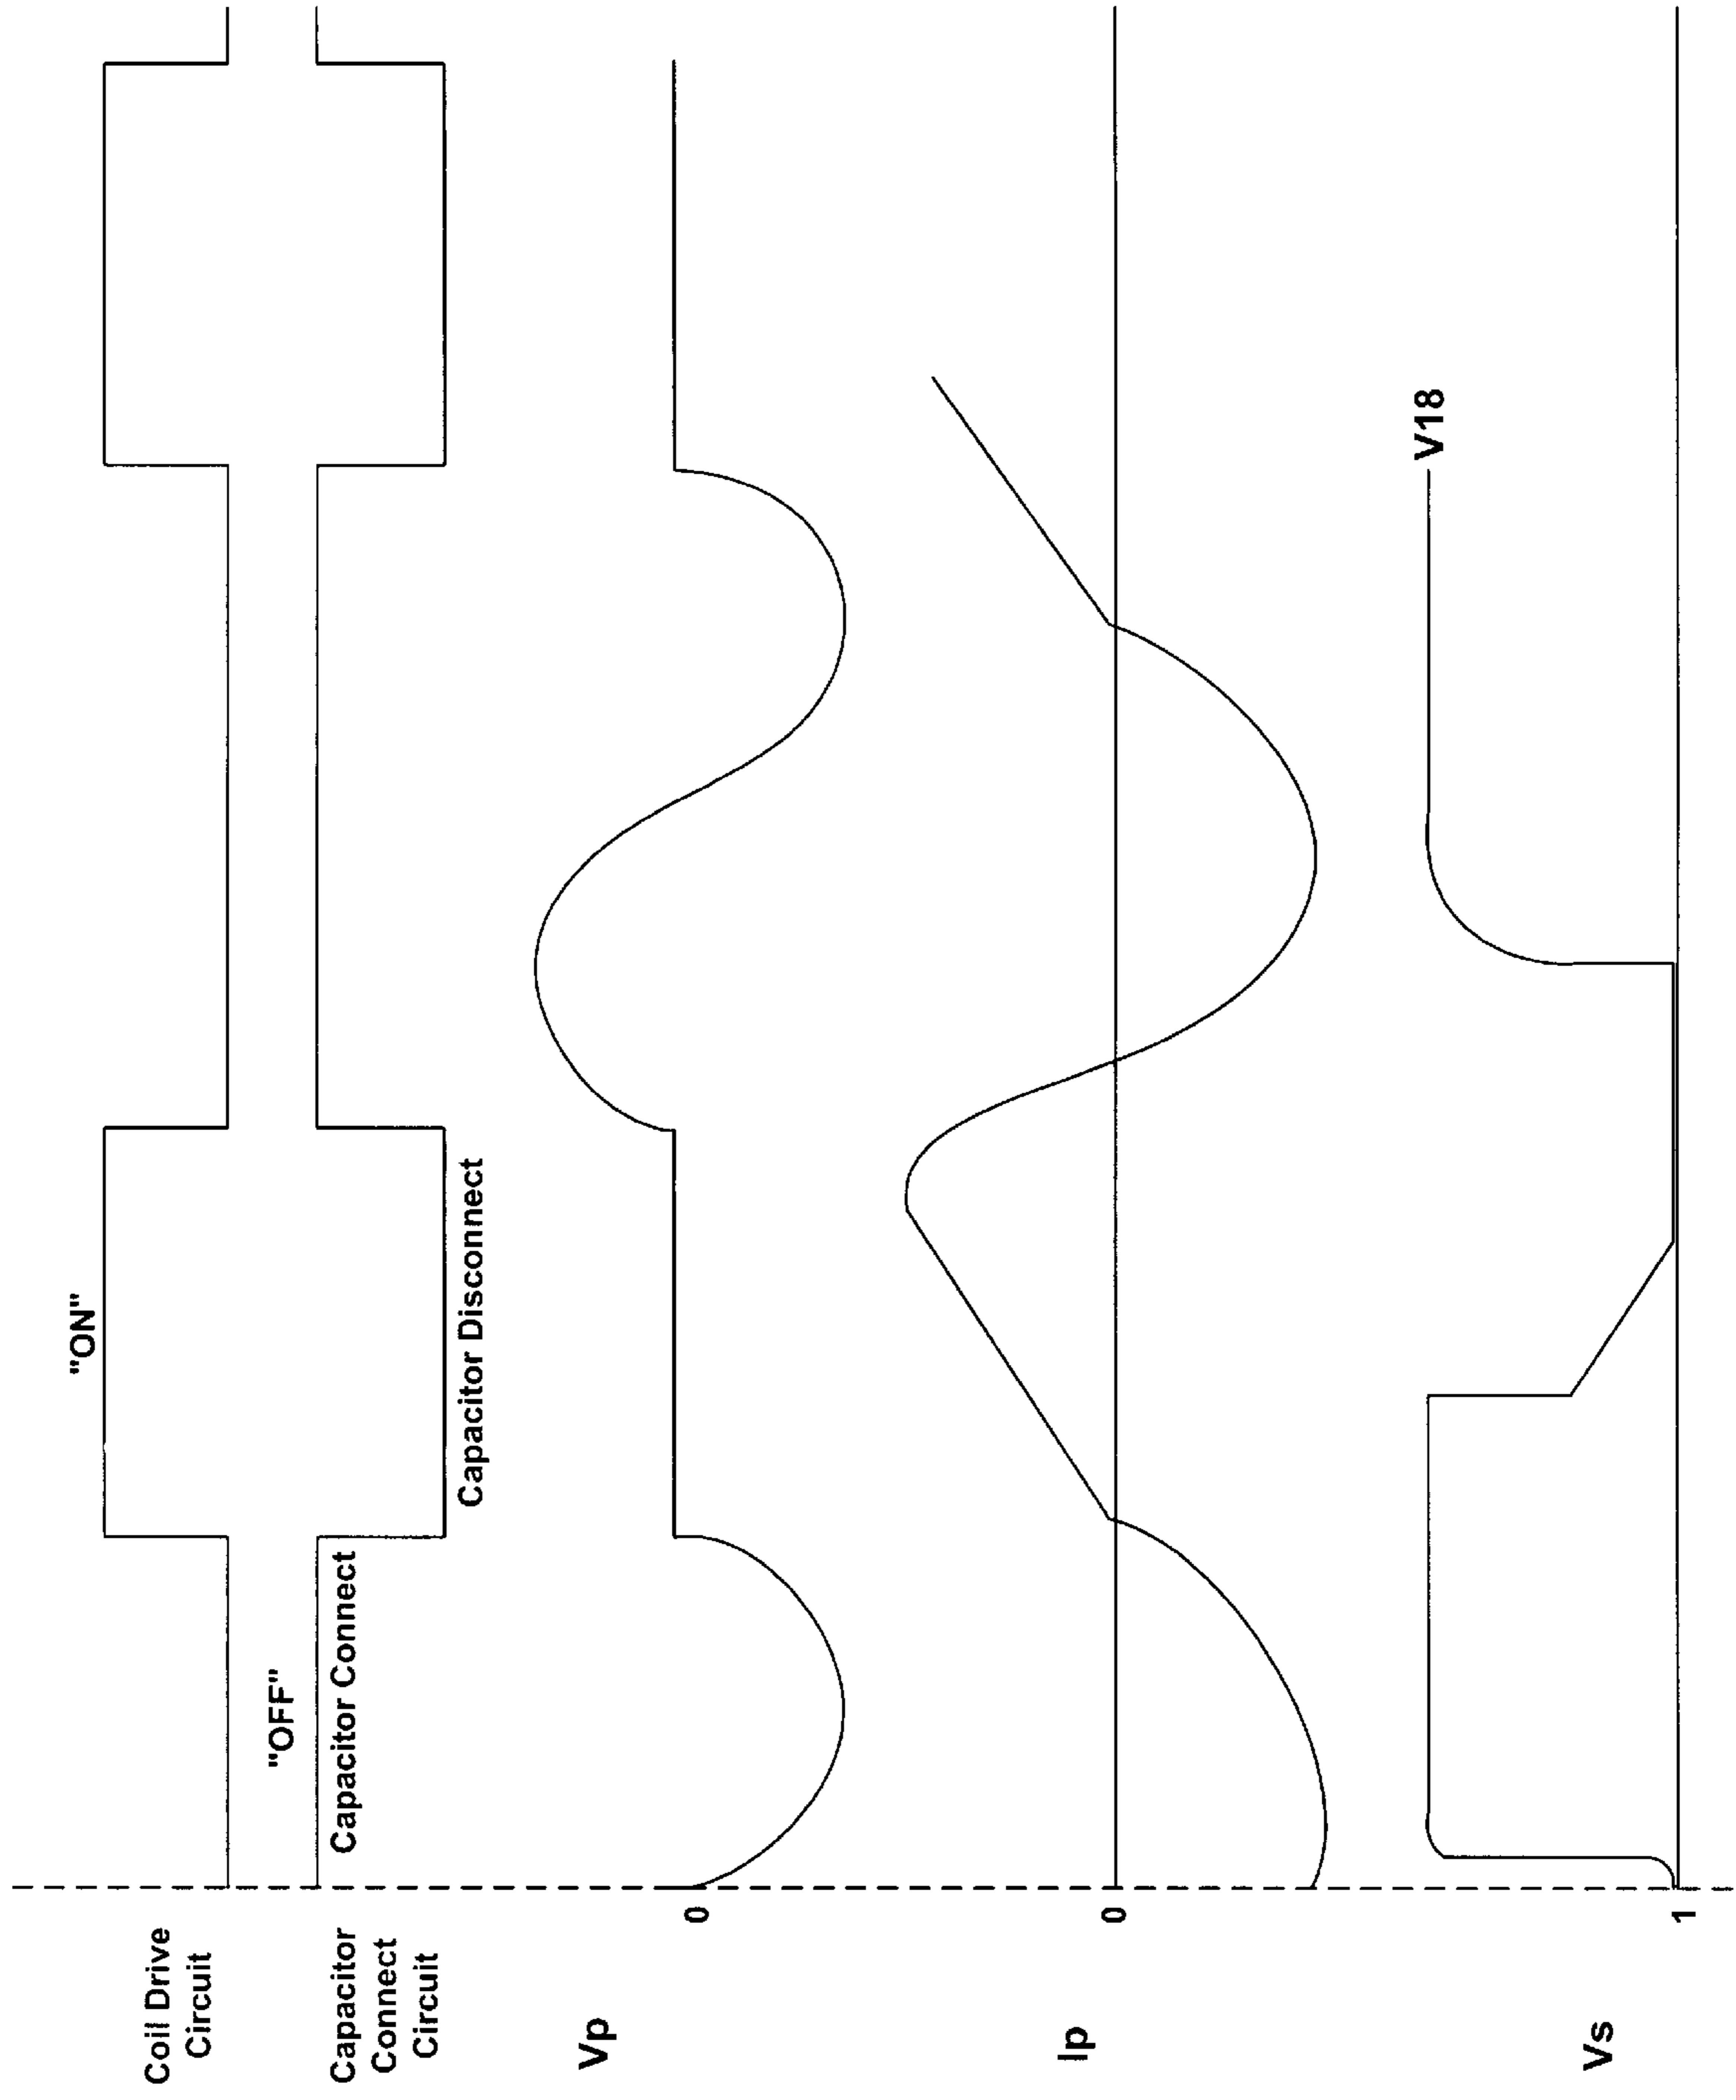 Coil Drive
Circuit
"ON"
"OFF"
Capacitor
Connect
Circuit
Capacitor Connect
Capacitor Disconnect
Vp
0
Ip
0
Vs
1
V18